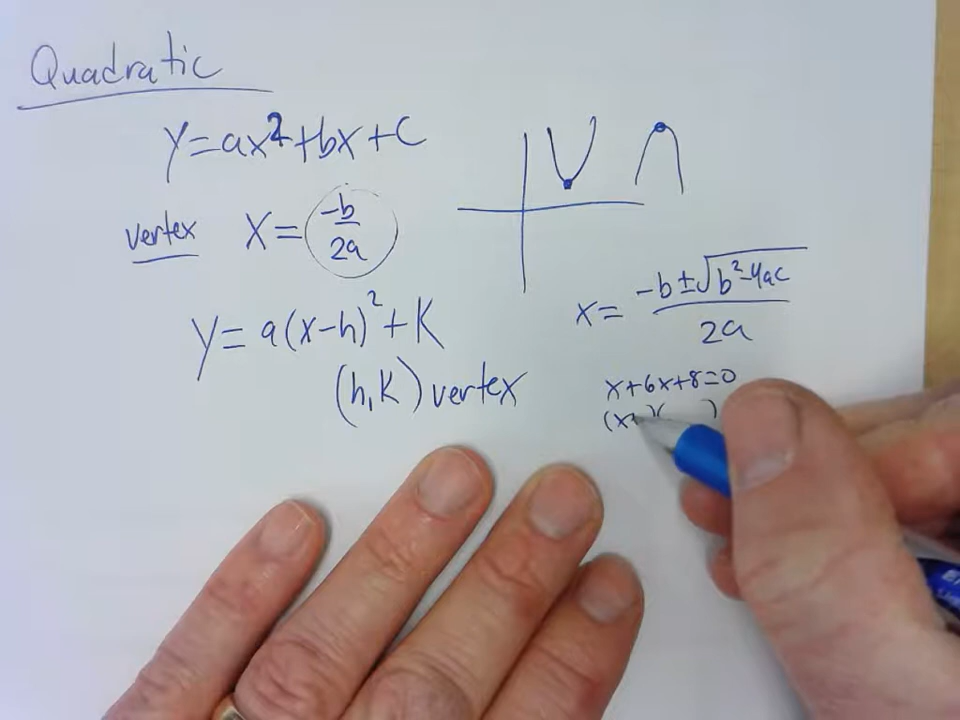 Quadratic
y=ax²+bx+c
vertex x= -b/2a
y=a(x-h)²+k
(h,k) vertex
x= -b±√b²-4ac/2a
x+6x+8=0
(x+ )( )